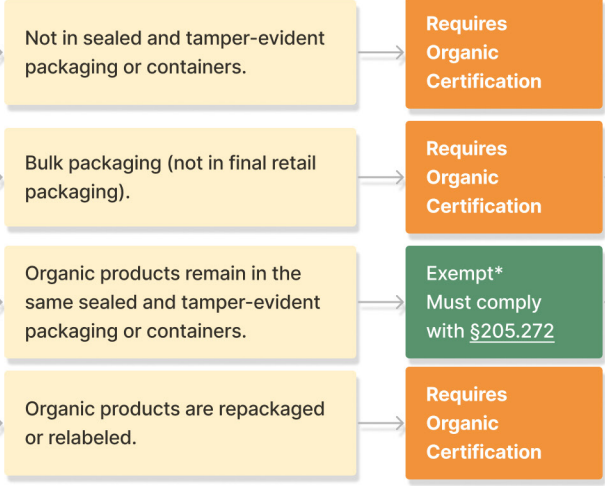 Not in sealed and tamper-evident
packaging or containers.
Requires
Organic
Certification
Bulk packaging (not in final retail
packaging).
Requires
Organic
Certification
Organic products remain in the
same sealed and tamper-evident
packaging or containers.
Exempt*
Must comply
with §205.272
Organic products are repackaged
or relabeled.
Requires
Organic
Certification